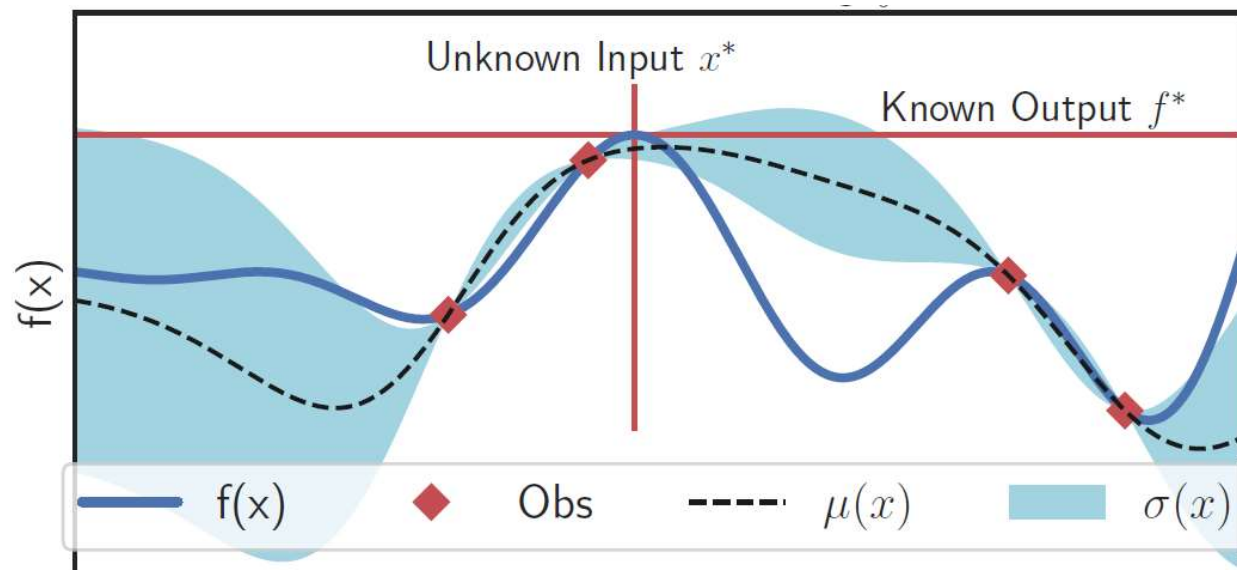 Unknown Input x*
Known Output f*
f(x)
f(x) Obs μ(x) σ(x)